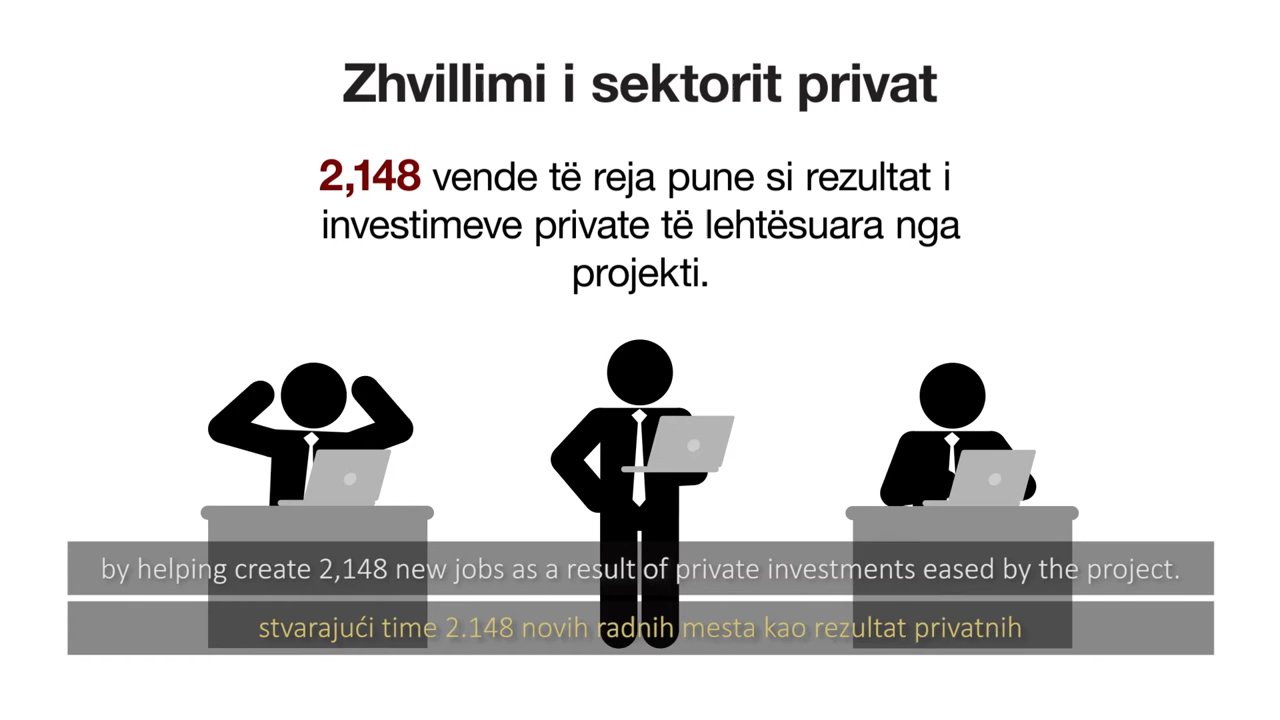 Zhvillimi i sektorit privat
2,148 vende të reja pune si rezultat i
investimeve private të lehtësuara nga
projekti.
by helping create 2,148 new jobs as a result of private investments eased by the project.
stvarajući time 2.148 novih radnih mesta kao rezultat privatnih